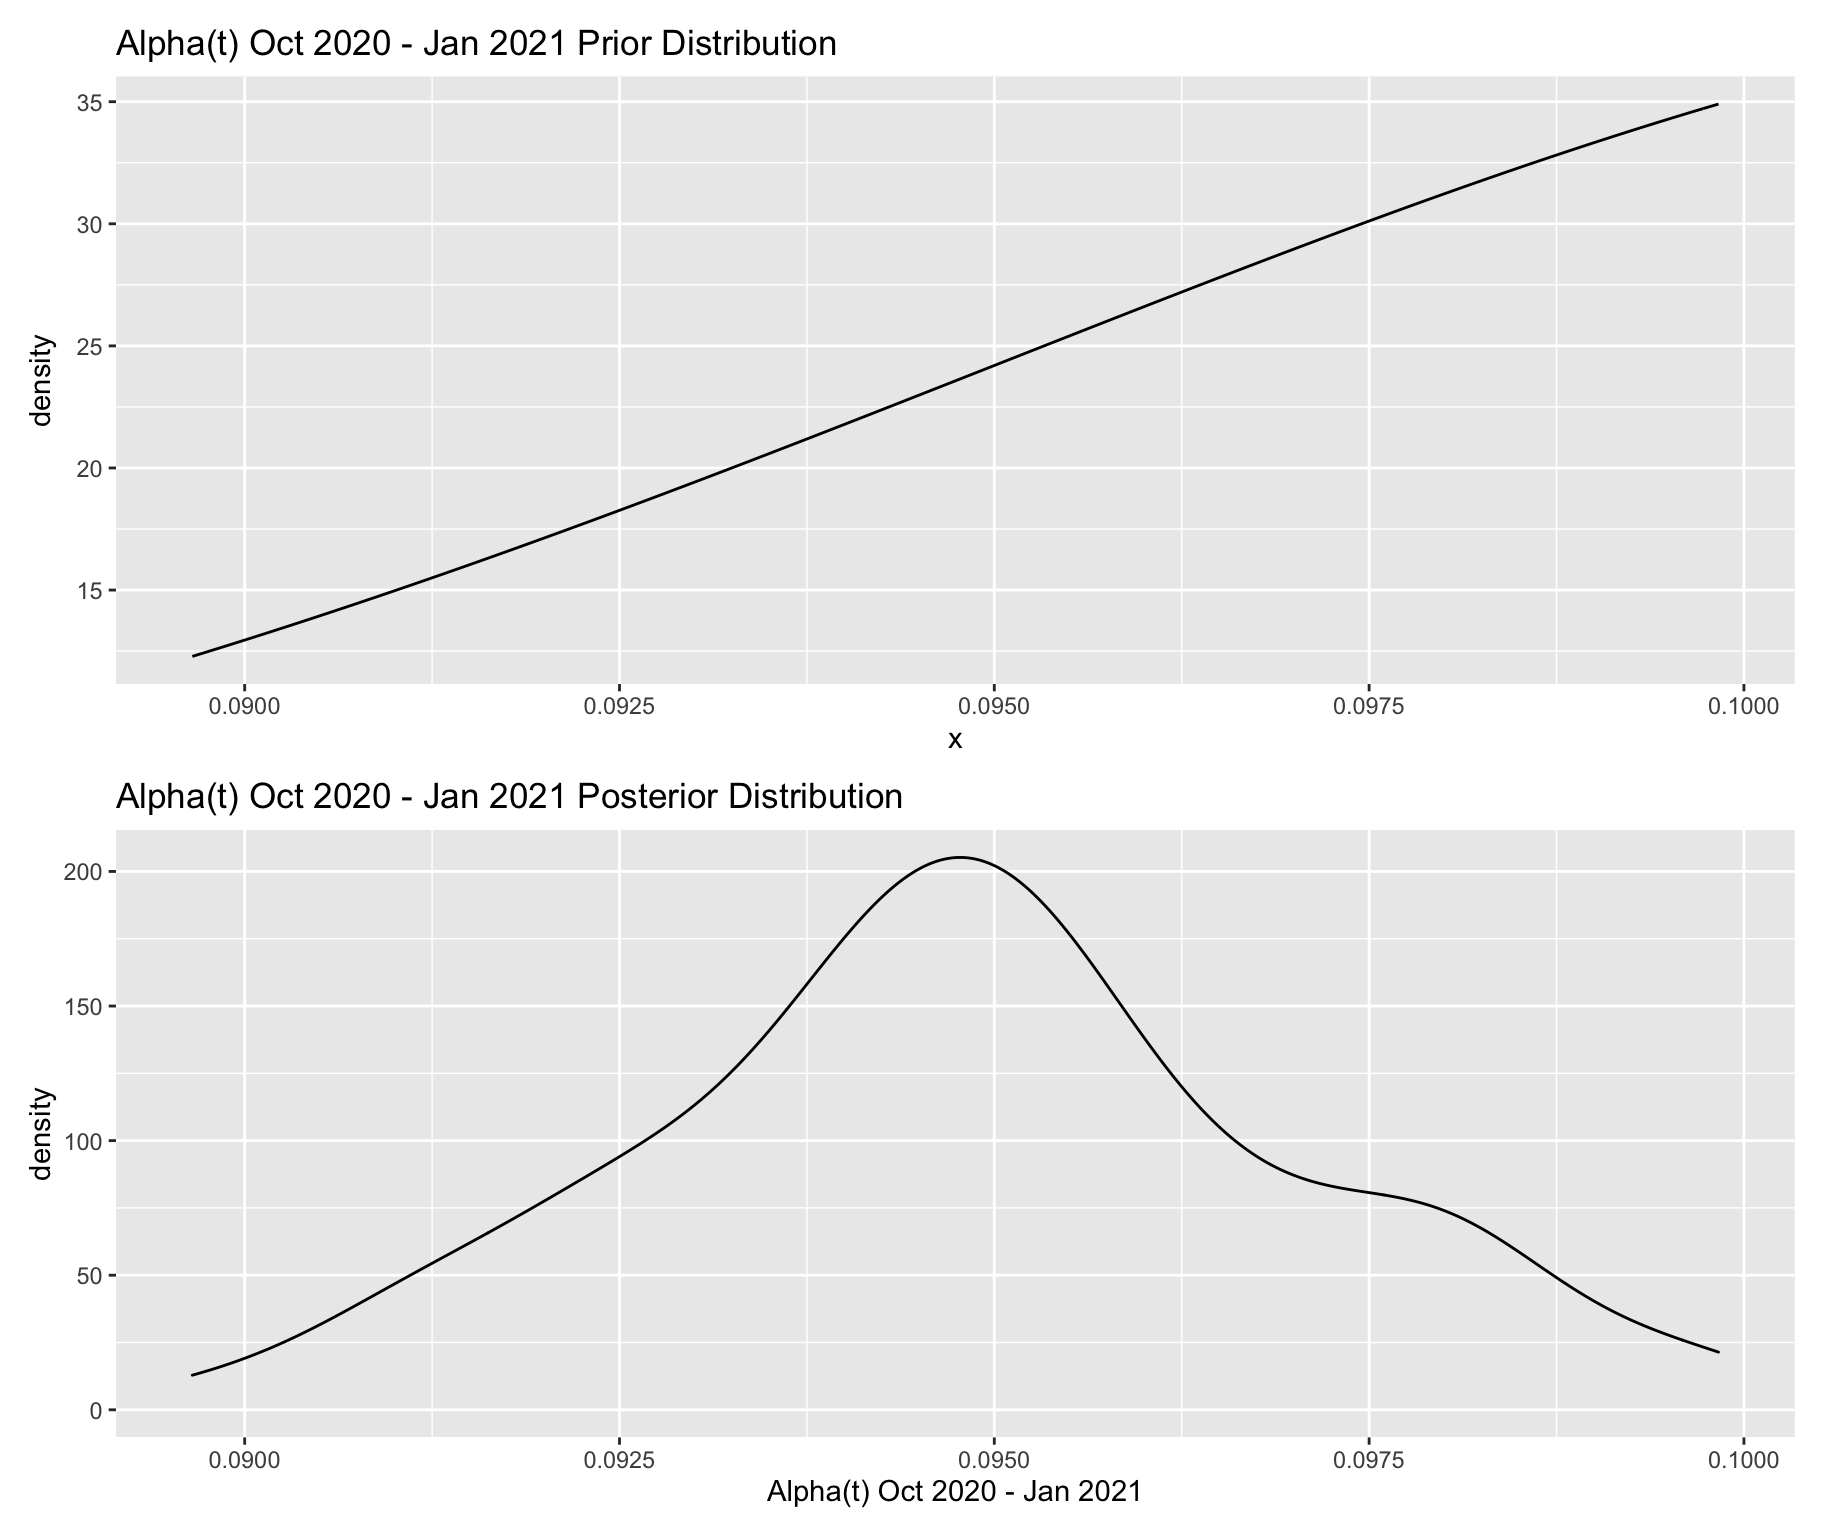 Alpha(t) Oct 2020 - Jan 2021 Prior Distribution
35
30
25
20
15
density
0.0900 0.0925 0.0950 0.0975 0.1000
x
Alpha(t) Oct 2020 - Jan 2021 Posterior Distribution
200
150
100
50
0
density
0.0900 0.0925 0.0950 0.0975 0.1000
Alpha(t) Oct 2020 - Jan 2021